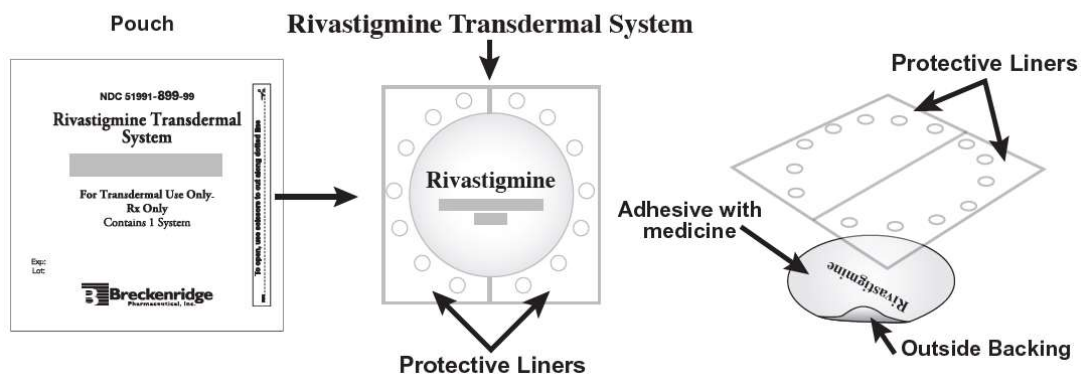 Pouch
NDC 51991-899-99
Rivastigmine Transdermal
System
For Transdermal Use Only.
Rx Only
Contains 1 System
Exp:
Lot:
Breckenridge
Pharmaceutical, Inc.
To open, use scissors to cut along dotted line
Rivastigmine Transdermal System
Rivastigmine
Protective Liners
Protective Liners
Adhesive with
medicine
Rivastigmine
Outside Backing